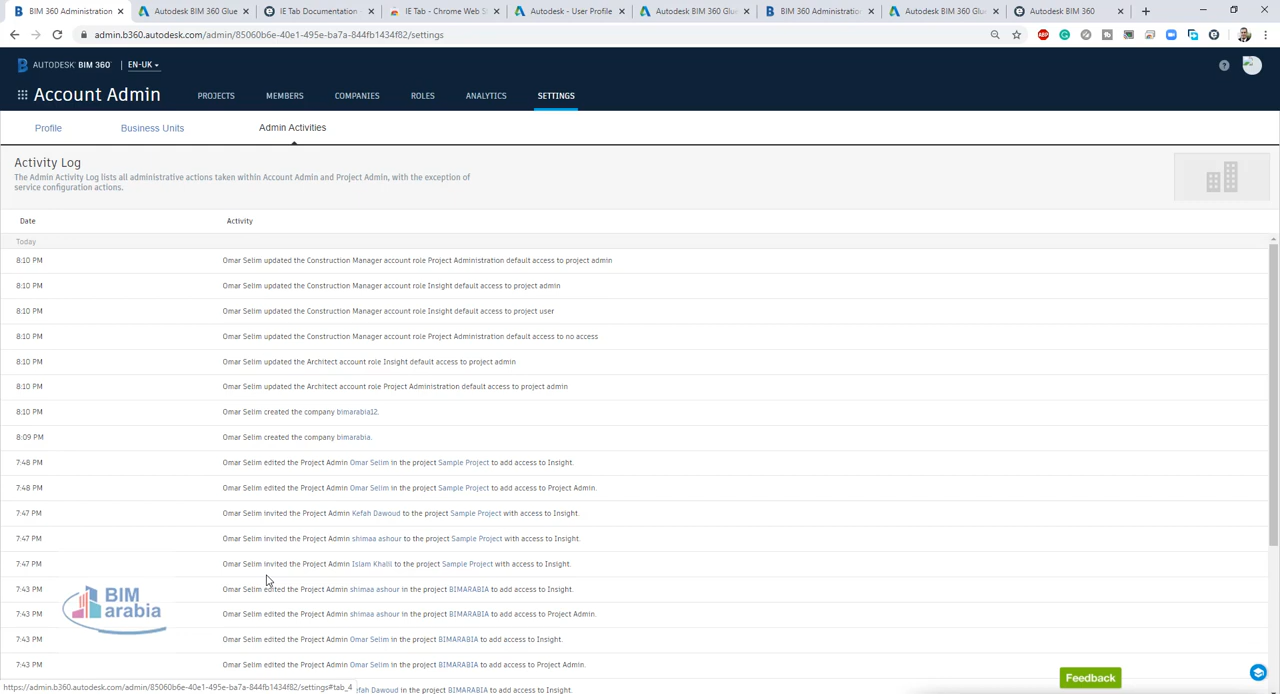 BIM 360 Administration
Autodesk BIM 360 Glue
IE Tab Documentation -
IE Tab - Chrome Web S
Autodesk - User Profile
Autodesk BIM 360 Glu
BIM 360 Administratio
Autodesk BIM 360 Glu
Autodesk BIM 360
admin.b360.autodesk.com/admin/85060b6e-40e1-495e-ba7a-844fb1434f82/settings
AUTODESK® BIM 360® | EN-UK
Account Admin
PROJECTS
MEMBERS
COMPANIES
ROLES
ANALYTICS
SETTINGS
Profile
Business Units
Admin Activities
Activity Log
The Admin Activity Log lists all administrative actions taken within Account Admin and Project Admin, with the exception of
service configuration actions.
Date Activity
Today
8:10 PM Omar Selim updated the Construction Manager account role Project Administration default access to project admin
8:10 PM Omar Selim updated the Construction Manager account role Insight default access to project admin
8:10 PM Omar Selim updated the Construction Manager account role Insight default access to project user
8:10 PM Omar Selim updated the Construction Manager account role Project Administration default access to no access
8:10 PM Omar Selim updated the Architect account role Insight default access to project admin
8:10 PM Omar Selim updated the Architect account role Project Administration default access to project admin
8:10 PM Omar Selim created the company bimarabia12.
8:09 PM Omar Selim created the company bimarabia.
7:48 PM Omar Selim edited the Project Admin Omar Selim in the project Sample Project to add access to Insight.
7:48 PM Omar Selim edited the Project Admin Omar Selim in the project Sample Project to add access to Project Admin.
7:47 PM Omar Selim invited the Project Admin Kefah Dawoud to the project Sample Project with access to Insight.
7:47 PM Omar Selim invited the Project Admin shimaa ashour to the project Sample Project with access to Insight.
7:47 PM Omar Selim invited the Project Admin Islam Khalil to the project Sample Project with access to Insight.
7:43 PM Omar Selim edited the Project Admin shimaa ashour in the project BIMARABIA to add access to Insight.
7:43 PM Omar Selim edited the Project Admin shimaa ashour in the project BIMARABIA to add access to Project Admin.
7:43 PM Omar Selim edited the Project Admin Omar Selim in the project BIMARABIA to add access to Insight.
7:43 PM Omar Selim edited the Project Admin Omar Selim in the project BIMARABIA to add access to Project Admin.
BIM
arabia
Feedback
https://admin.b360.autodesk.com/admin/85060b6e-40e1-495e-ba7a-844fb1434f82/settings#tab_4
efah Dawoud in the project BIMARABIA to add access to Insight.